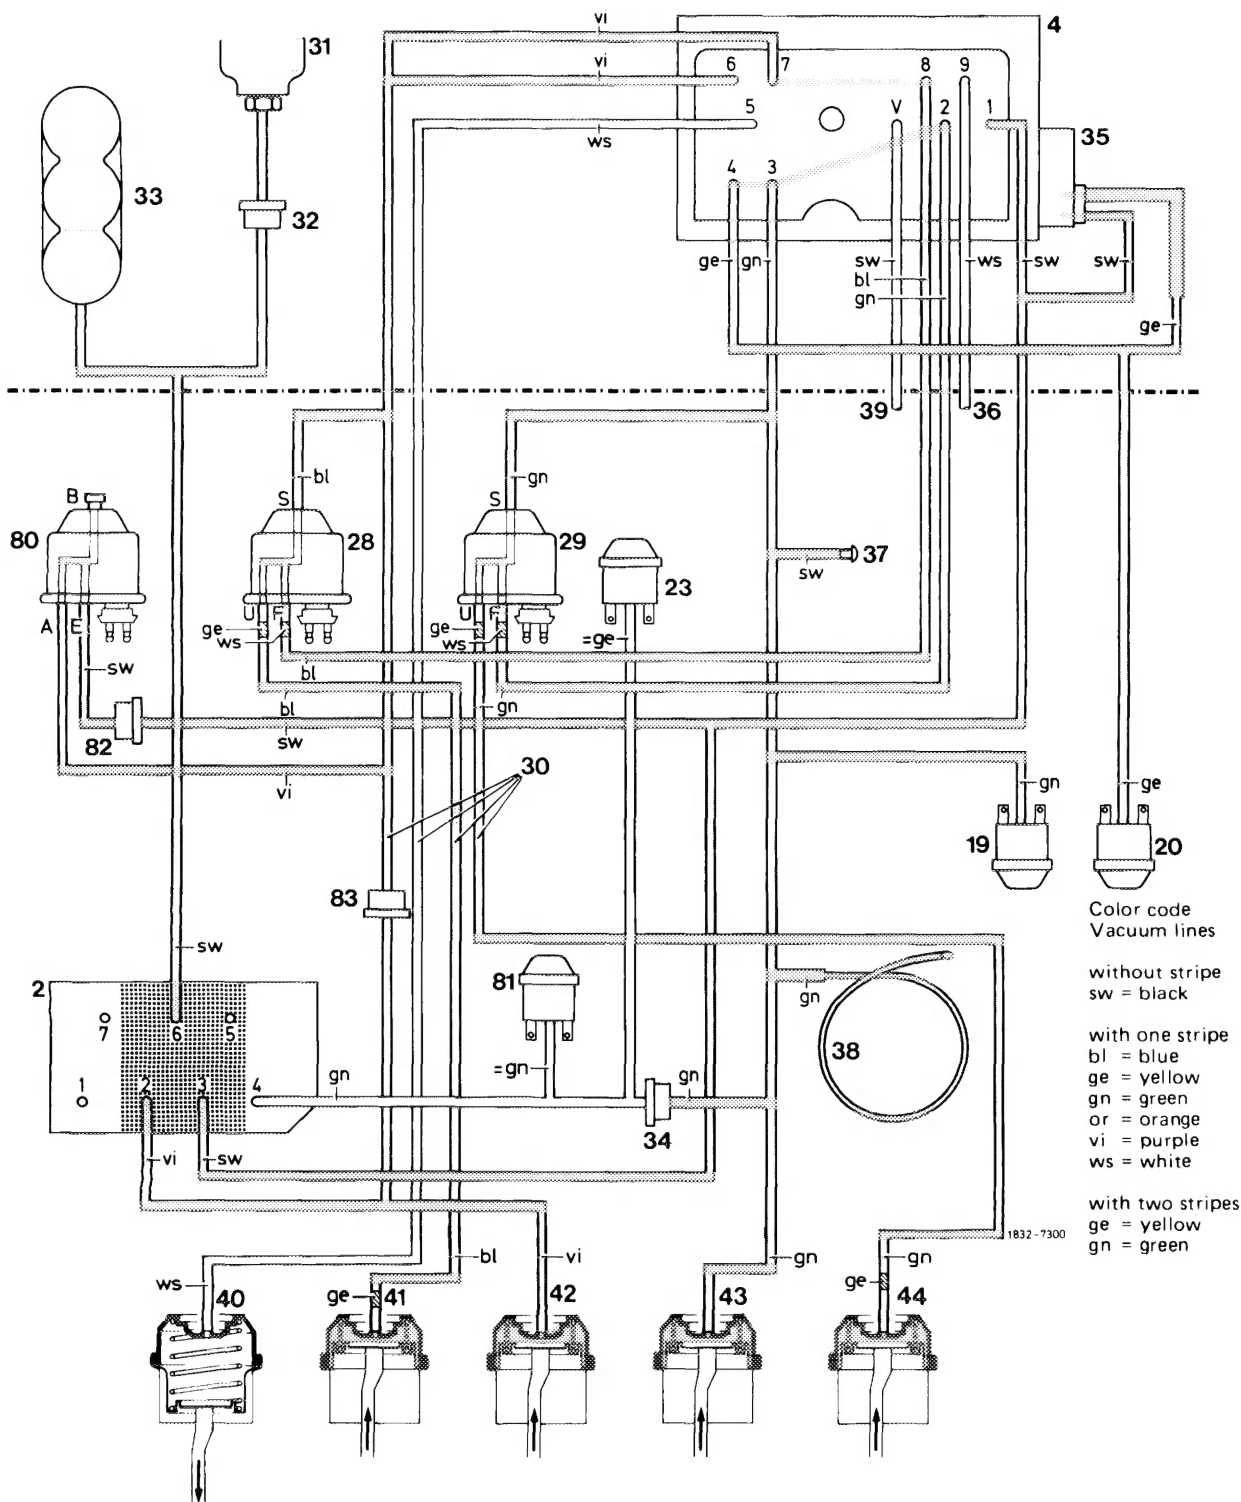 vi
31
4
vi
6
7
8
9
5
V
2
1
ws
35
33
32
4
3
ge
gn
sw
bl
gn
ws
sw
sw
ge
39
36
bl
gn
B
S
S
80
28
29
23
37
sw
A
E
U
F
U
F
ge
ws
ge
ws
=ge
sw
bl
bl
gn
gn
82
sw
vi
30
gn
ge
19
20
83
Color code
Vacuum lines
without stripe
sw = black
with one stripe
bl = blue
ge = yellow
gn = green
or = orange
vi = purple
ws = white
with two stripes
ge = yellow
gn = green
sw
2
81
gn
7
6
5
38
=gn
1
2
3
4
gn
gn
34
vi
sw
1832-7300
ws
bl
vi
gn
gn
ge
ge
40
41
42
43
44